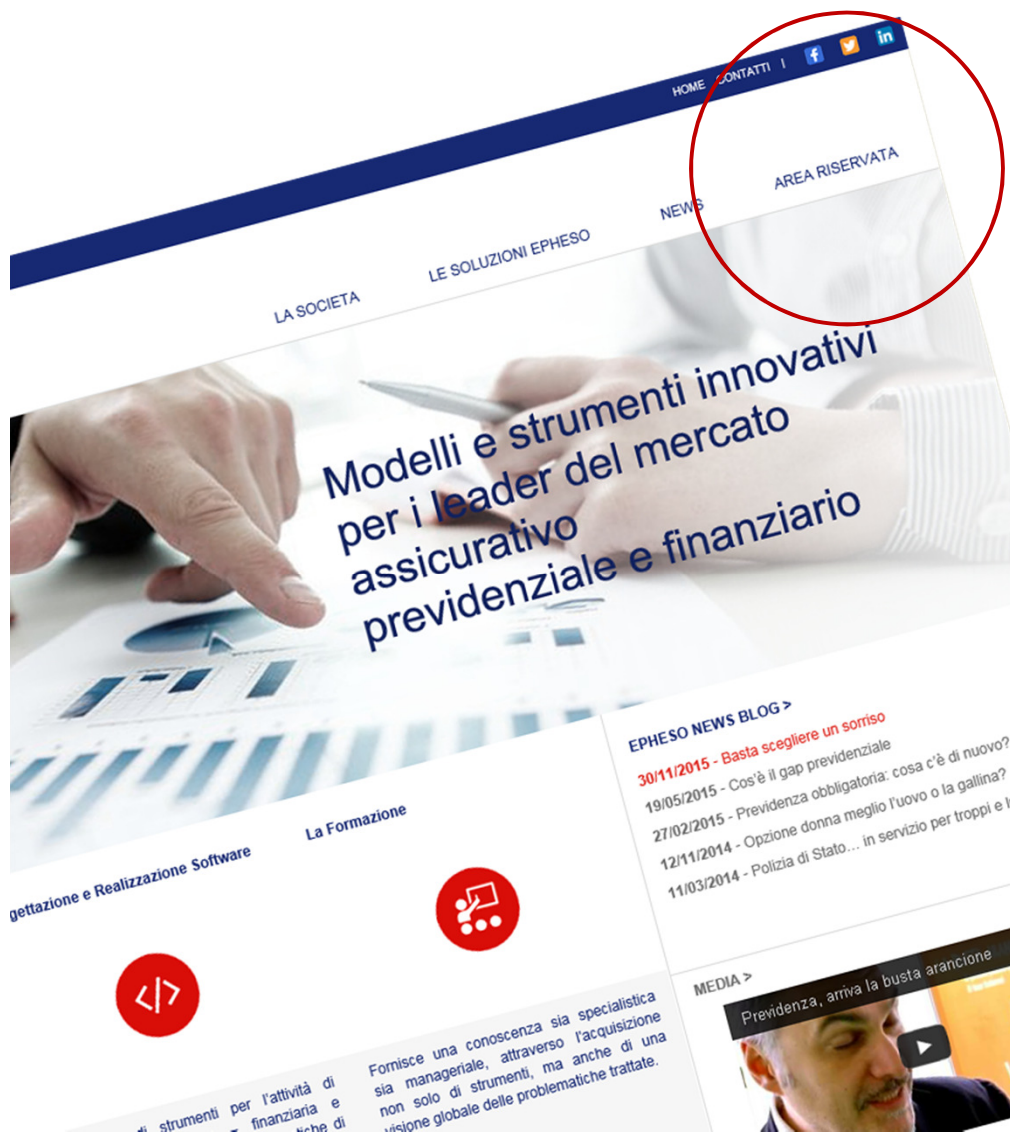 HOME CONTATTI |
LA SOCIETA LE SOLUZIONI EPHESO NEWS AREA RISERVATA
Modelli e strumenti innovativi
per i leader del mercato
assicurativo
previdenziale e finanziario
EPHESO NEWS BLOG >
30/11/2015 - Basta scegliere un sorriso
19/05/2015 - Cos'è il gap previdenziale
27/02/2015 - Previdenza obbligatoria: cosa c'è di nuovo?
12/11/2014 - Opzione donna meglio l'uovo o la gallina?
11/03/2014 - Polizia di Stato… in servizio per troppi e
gettazione e Realizzazione Software
La Formazione
strumenti per l'attività di
finanziaria e
di
Fornisce una conoscenza sia specialistica
sia manageriale, attraverso l'acquisizione
non solo di strumenti, ma anche di una
visione globale delle problematiche trattate.
MEDIA >
Previdenza, arriva la busta arancione